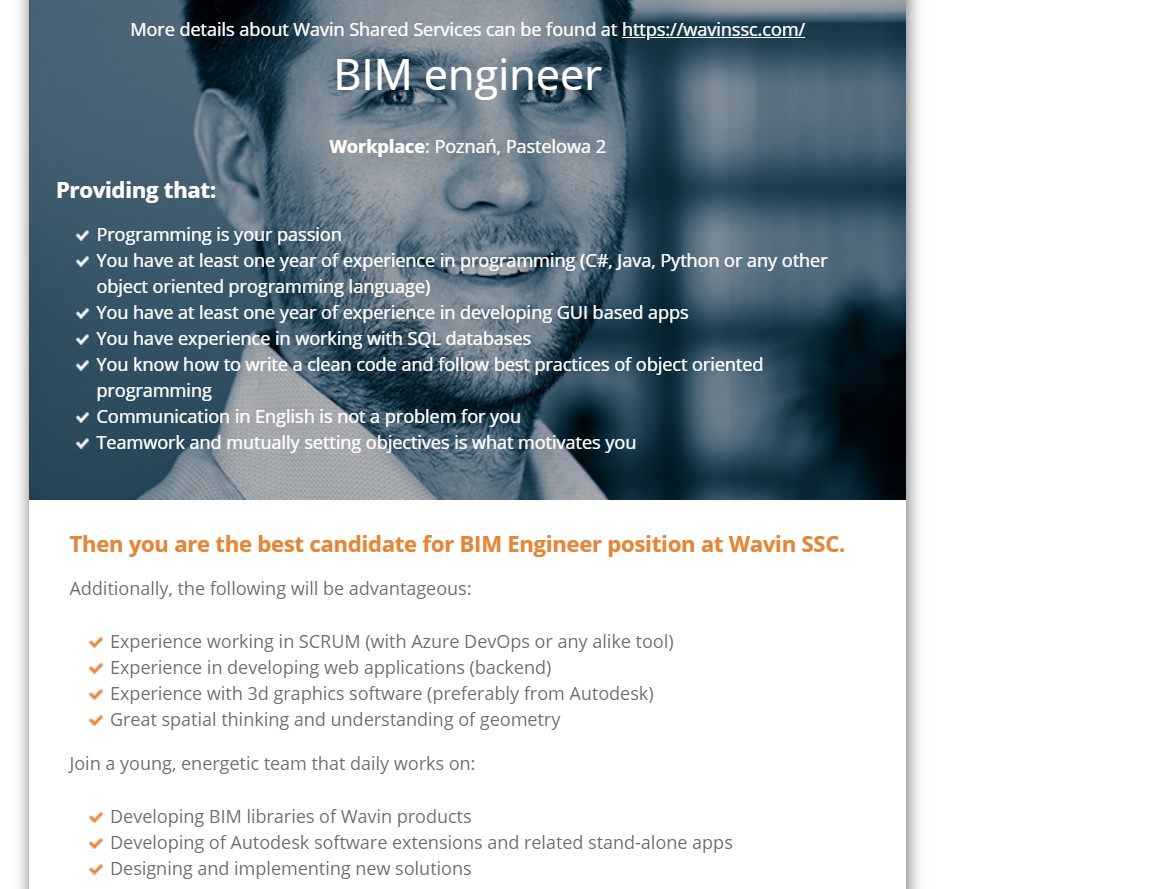 More details about Wavin Shared Services can be found at https://wavinssc.com/
BIM engineer
Workplace: Poznań, Pastelowa 2
Providing that:
Programming is your passion
You have at least one year of experience in programming (C#, Java, Python or any other
object oriented programming language)
You have at least one year of experience in developing GUI based apps
You have experience in working with SQL databases
You know how to write a clean code and follow best practices of object oriented
programming
Communication in English is not a problem for you
Teamwork and mutually setting objectives is what motivates you
Then you are the best candidate for BIM Engineer position at Wavin SSC.
Additionally, the following will be advantageous:
Experience working in SCRUM (with Azure DevOps or any alike tool)
Experience in developing web applications (backend)
Experience with 3d graphics software (preferably from Autodesk)
Great spatial thinking and understanding of geometry
Join a young, energetic team that daily works on:
Developing BIM libraries of Wavin products
Developing of Autodesk software extensions and related stand-alone apps
Designing and implementing new solutions